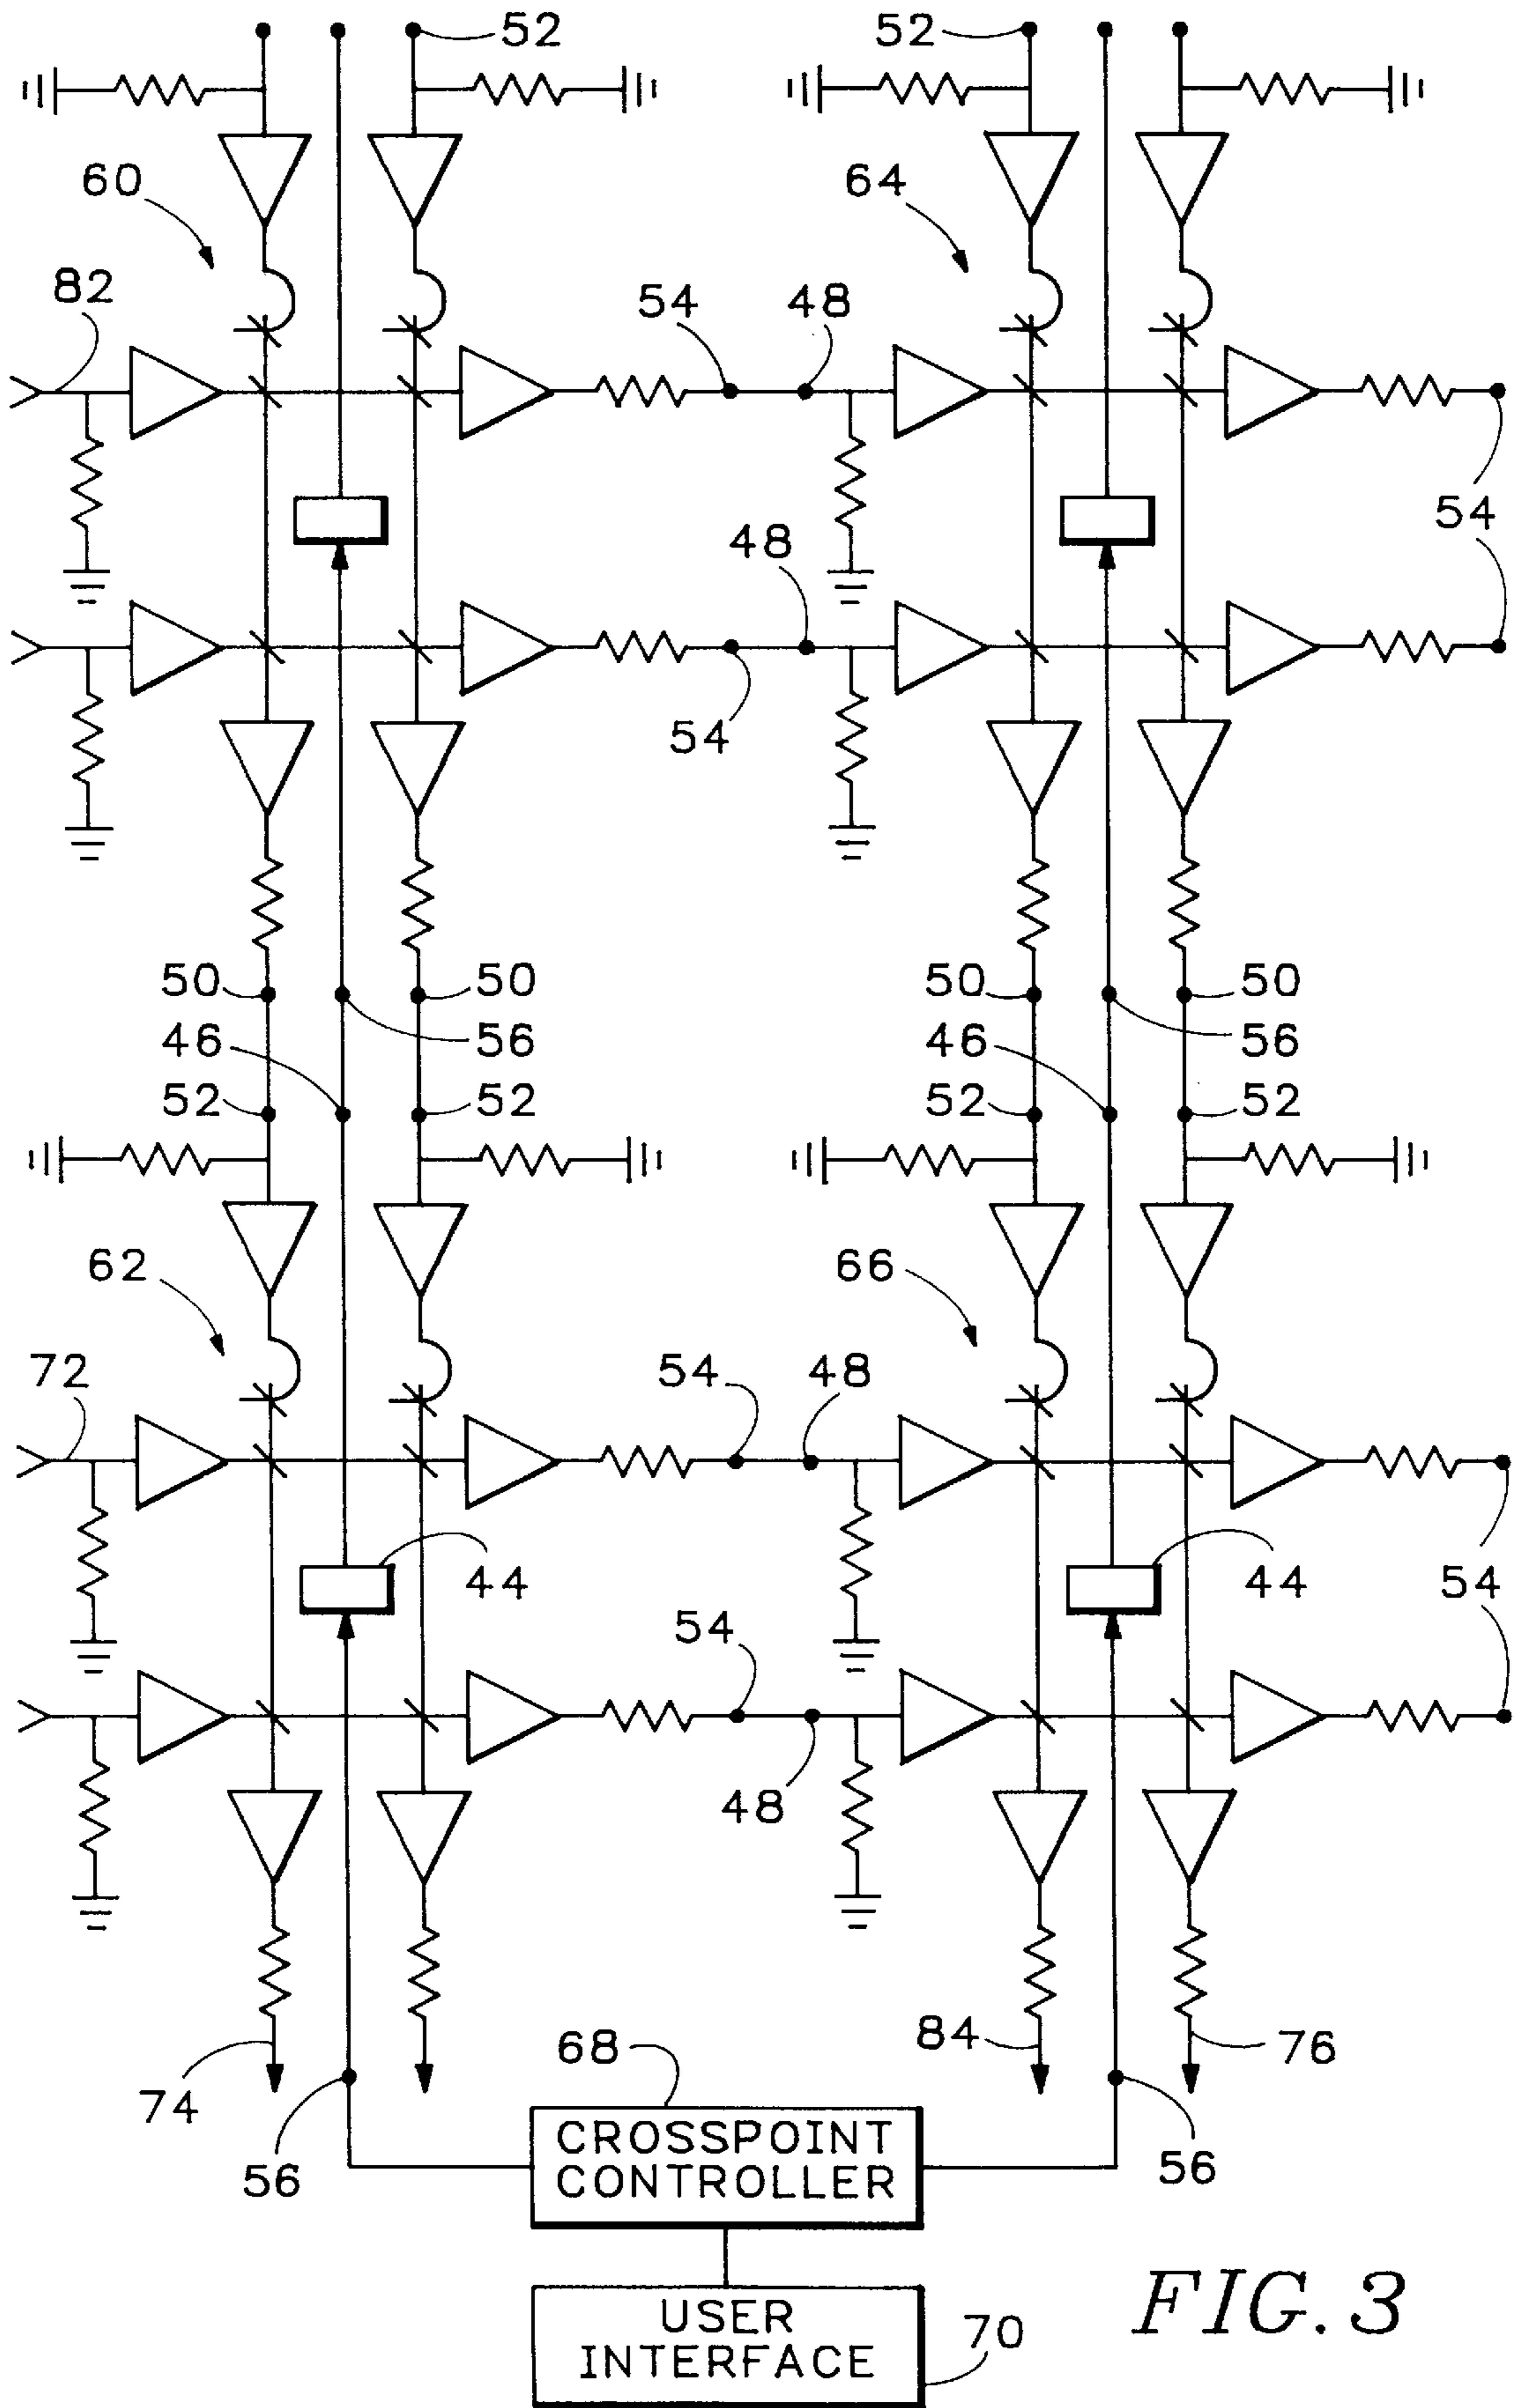 52 52
60 64
82 54 48
48 54
54
50 50 50 50
46 56 46 56
52 52 52 52
62 66
72 54 48
44 44 54
54
48
68 84 76
74
CROSSPOINT
56 CONTROLLER 56
USER
INTERFACE 70
FIG. 3